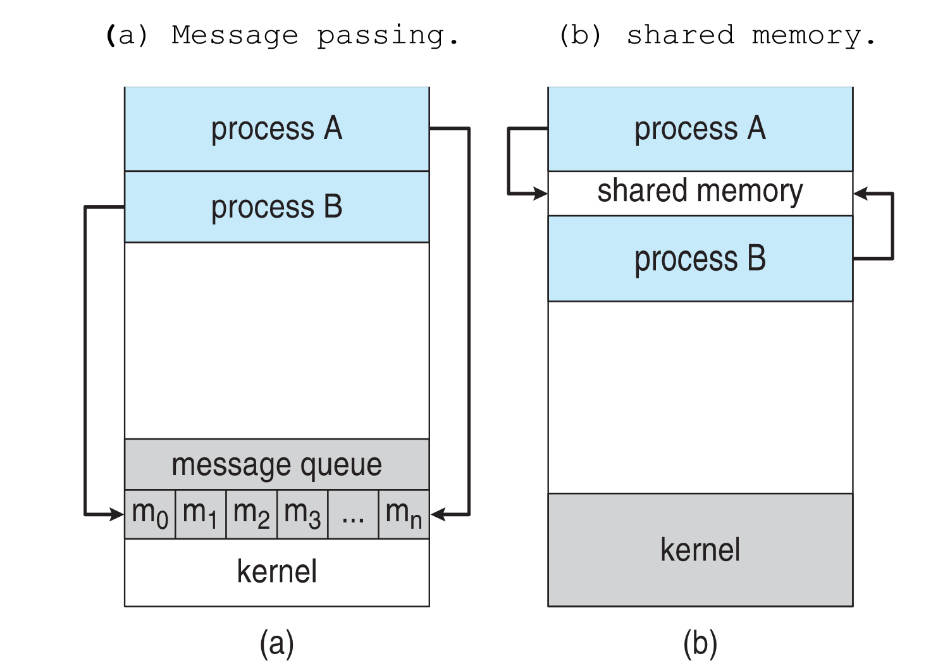 (a) Message passing. (b) shared memory.
process A
process B
message queue
m0 m1 m2 m3 ... mn
kernel
(a)
process A
shared memory
process B
kernel
(b)